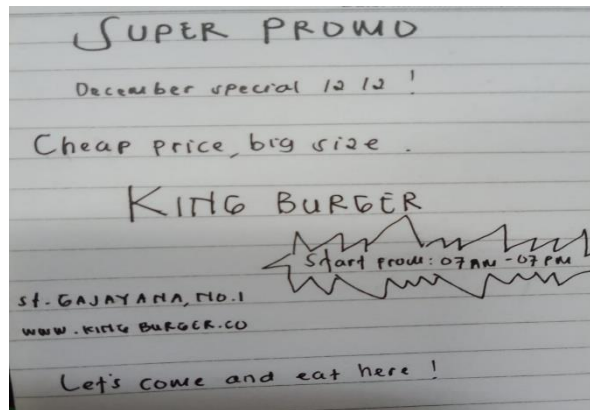 SUPER PROMO
December special 12 12 !
Cheap price, big size .
KING BURGER
Start from : 07 AM - 07 PM
St. GAJAYANA, NO.1
www.KING BURGER.CO
Let's come and eat here !